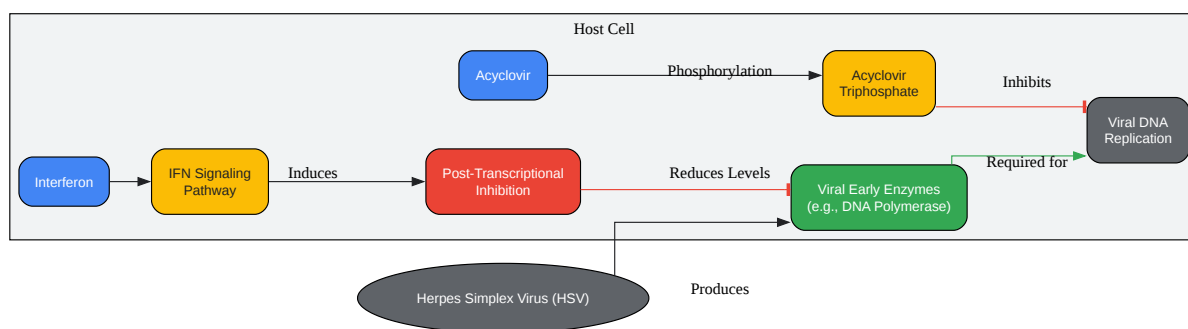 Host Cell
Acyclovir
Phosphorylation
Acyclovir
Triphosphate
Inhibits
Viral DNA
Replication
Interferon
IFN Signaling
Pathway
Induces
Post-Transcriptional
Inhibition
Reduces Levels
Viral Early Enzymes
(e.g., DNA Polymerase)
Required for
Herpes Simplex Virus (HSV)
Produces